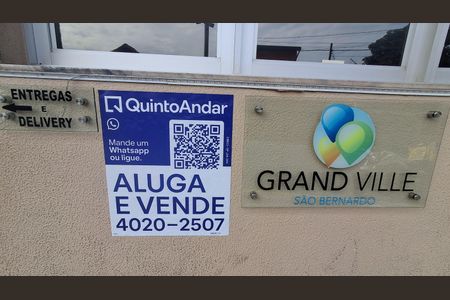 ENTREGAS
E
DELIVERY
QuintoAndar
Mande um
Whatsapp
ou ligue.
ALUGA
E VENDE
4020-2507
GRAND VILLE
SÃO BERNARDO